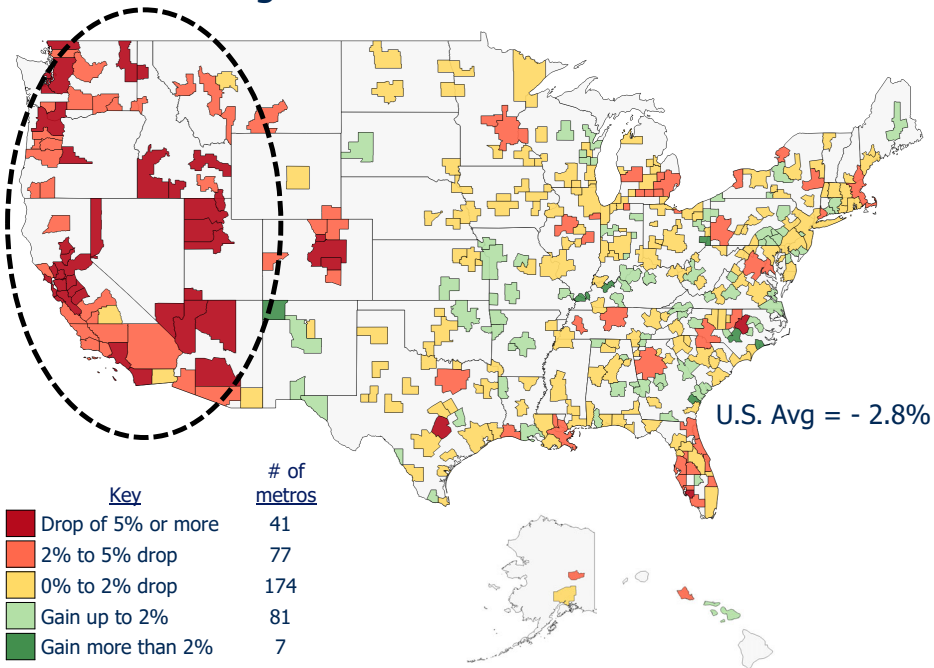 U.S. Avg = - 2.8%
# of
Key metros
Drop of 5% or more 41
2% to 5% drop 77
0% to 2% drop 174
Gain up to 2% 81
Gain more than 2% 7